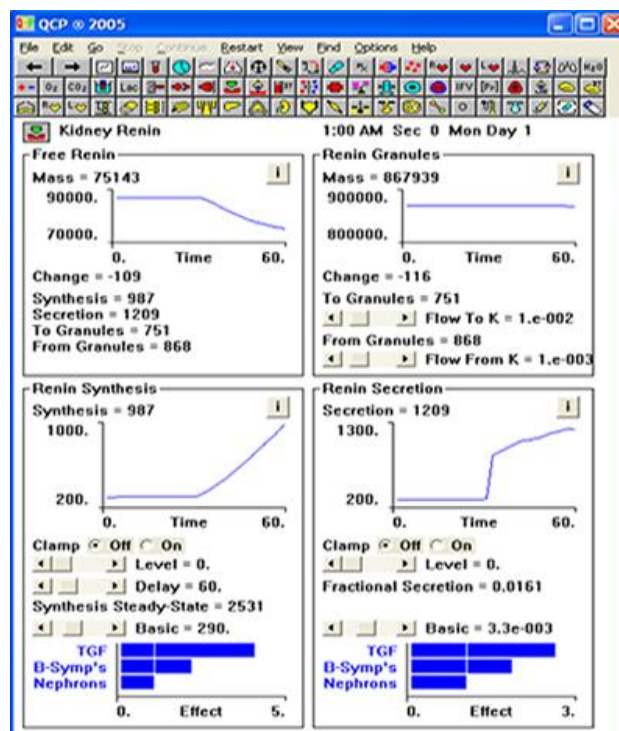 QCP © 2005
File Edit Go Stop Continue Restart View Find Options Help
O2 CO2 Lac IFV [Pv] H2O
Kidney Renin 1:00 AM Sec 0 Mon Day 1
Free Renin
Mass = 75143
i
90000.
70000.
0. Time 60.
Change = -109
Synthesis = 987
Secretion = 1209
To Granules = 751
From Granules = 868
Renin Granules
Mass = 867939
i
900000.
800000.
0. Time 60.
Change = -116
To Granules = 751
Flow To K = 1.e-002
From Granules = 868
Flow From K = 1.e-003
Renin Synthesis
Synthesis = 987
i
1000.
200.
0. Time 60.
Clamp Off On
Level = 0.
Delay = 60.
Synthesis Steady-State = 2531
Basic = 290.
TGF
B-Symp's
Nephrons
0. Effect 5.
Renin Secretion
Secretion = 1209
i
1300.
200.
0. Time 60.
Clamp Off On
Level = 0.
Fractional Secretion = 0.0161
Basic = 3.3e-003
TGF
B-Symp's
Nephrons
0. Effect 3.